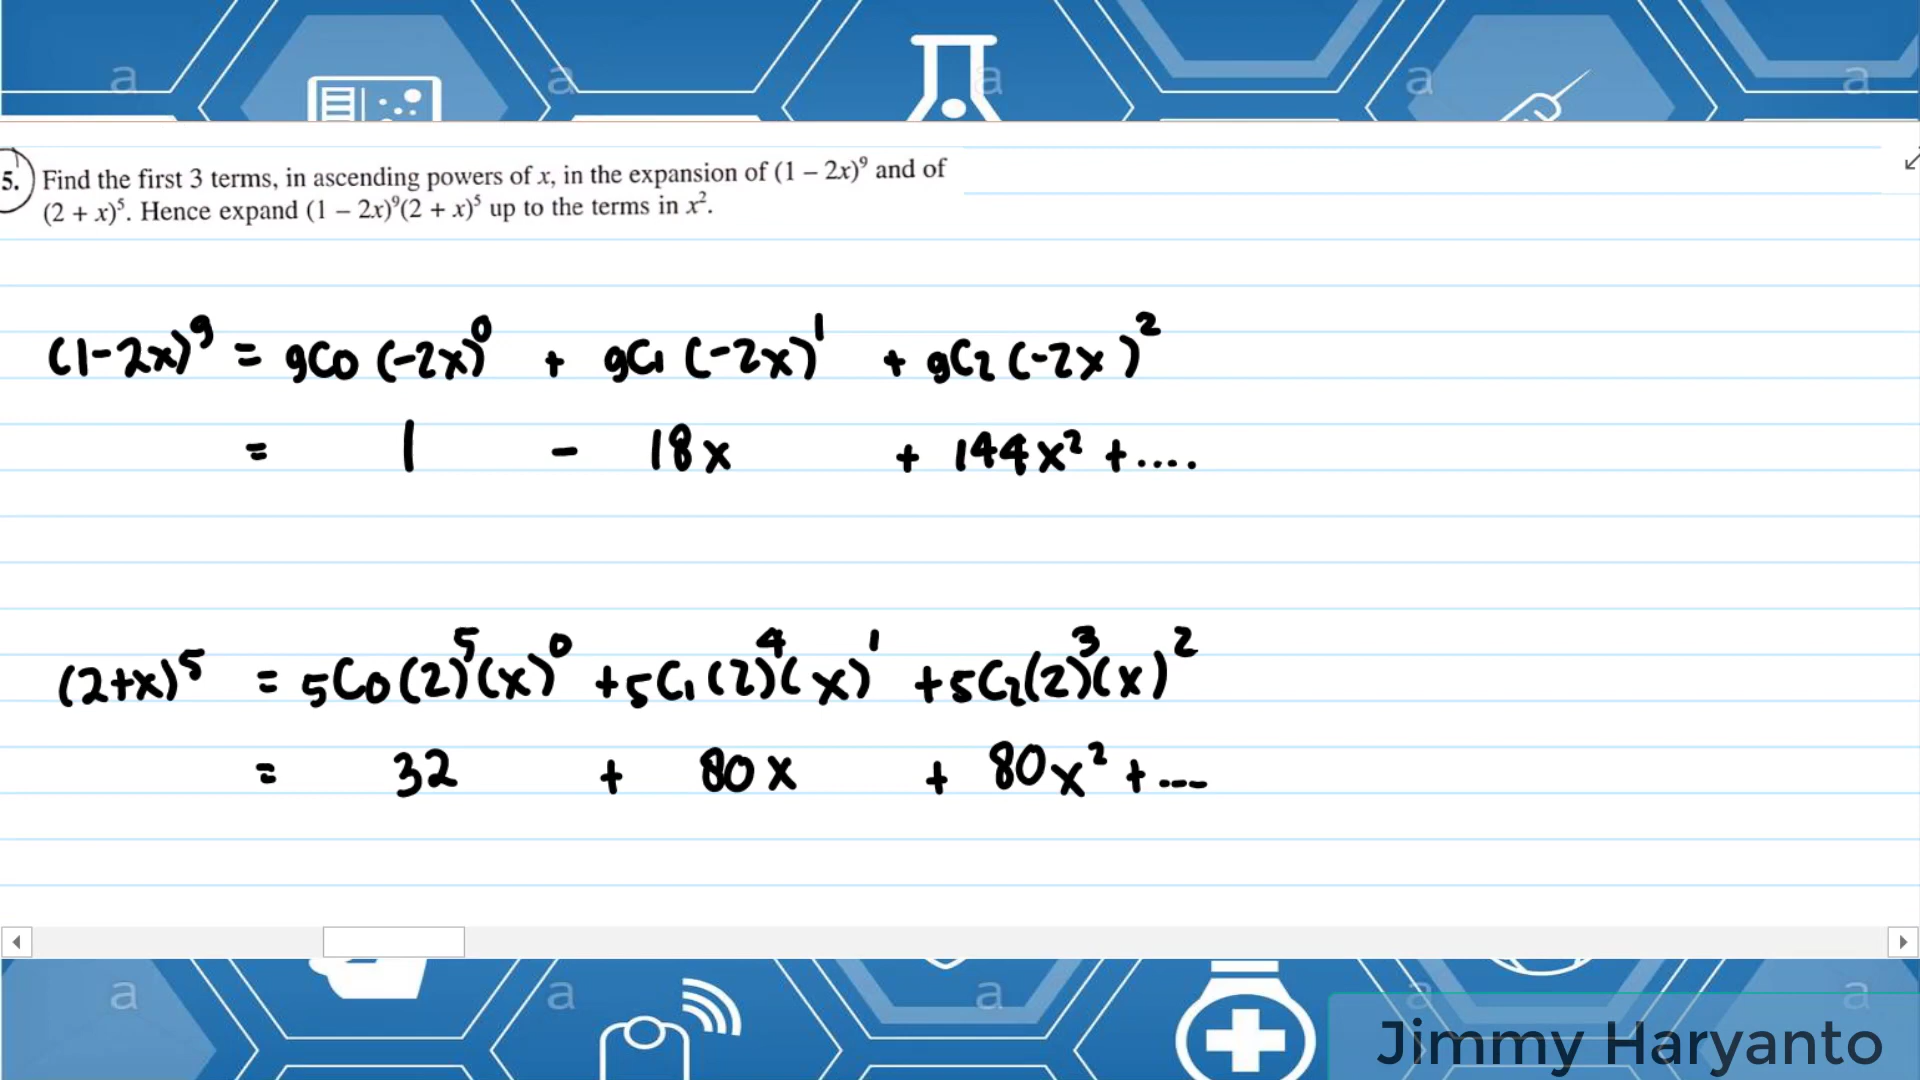 5. Find the first 3 terms, in ascending powers of x, in the expansion of (1 – 2x)⁹ and of
(2 + x)⁵. Hence expand (1 – 2x)⁹(2 + x)⁵ up to the terms in x².
(1-2x)⁹ = 9C0 (-2x)⁰ + 9C1 (-2x)¹ + 9C2 (-2x)²
= 1 - 18x + 144x² + ....
(2+x)⁵ = 5C0 (2)⁵(x)⁰ + 5C1 (2)⁴(x)¹ + 5C2 (2)³(x)²
= 32 + 80x + 80x² + ---
Jimmy Haryanto